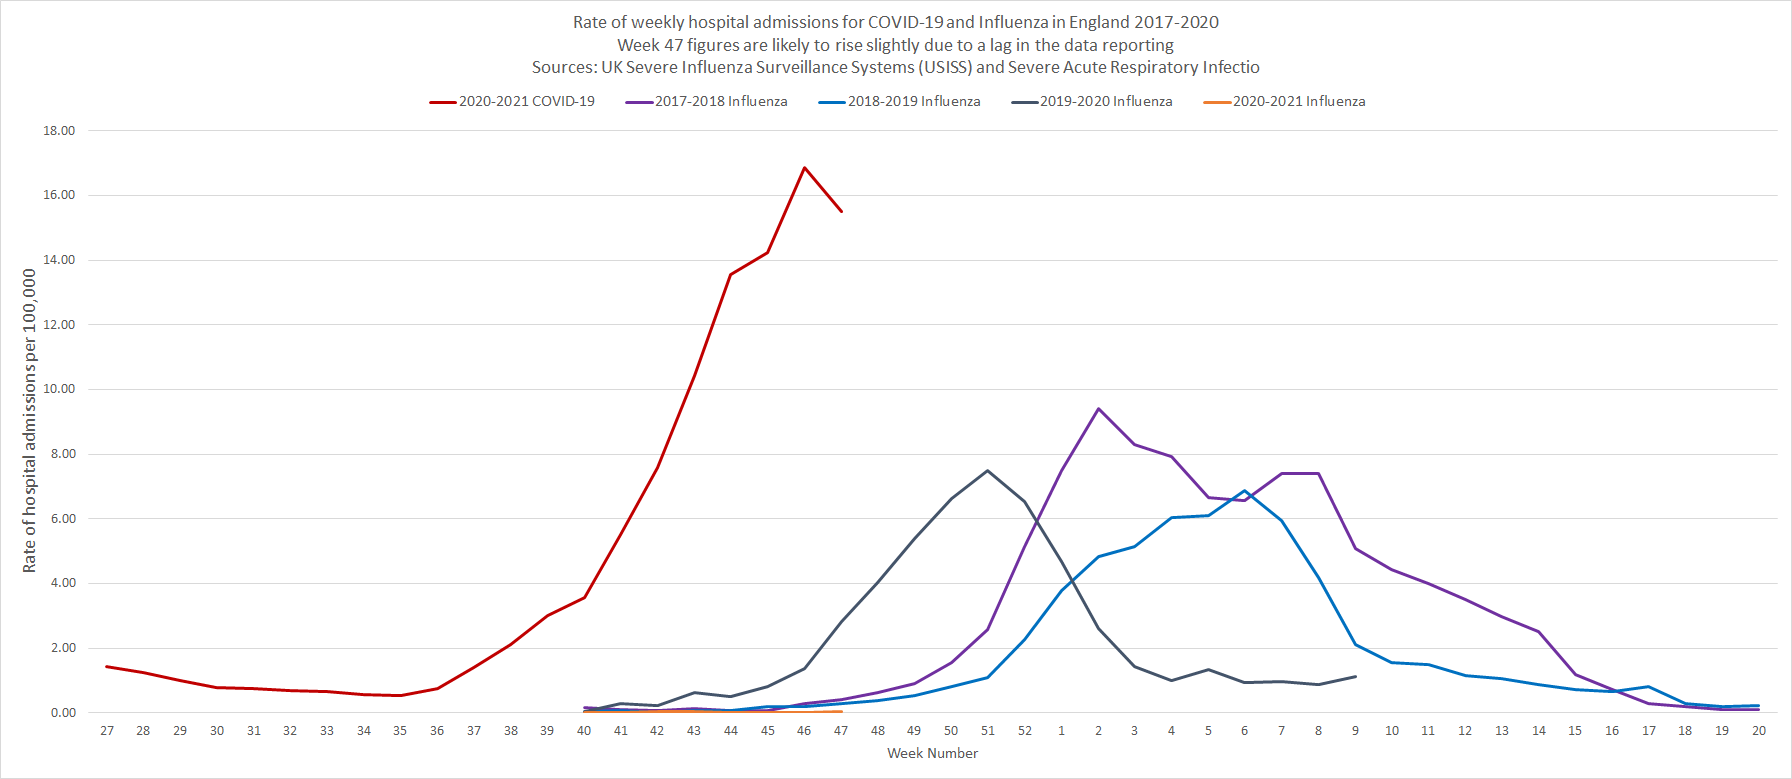 Rate of weekly hospital admissions for COVID-19 and Influenza in England 2017-2020
Week 47 figures are likely to rise slightly due to a lag in the data reporting
Sources: UK Severe Influenza Surveillance Systems (USISS) and Severe Acute Respiratory Infectio
2020-2021 COVID-19 2017-2018 Influenza 2018-2019 Influenza 2019-2020 Influenza 2020-2021 Influenza
Rate of hospital admissions per 100,000
18.00
16.00
14.00
12.00
10.00
8.00
6.00
4.00
2.00
0.00
27 28 29 30 31 32 33 34 35 36 37 38 39 40 41 42 43 44 45 46 47 48 49 50 51 52 1 2 3 4 5 6 7 8 9 10 11 12 13 14 15 16 17 18 19 20
Week Number